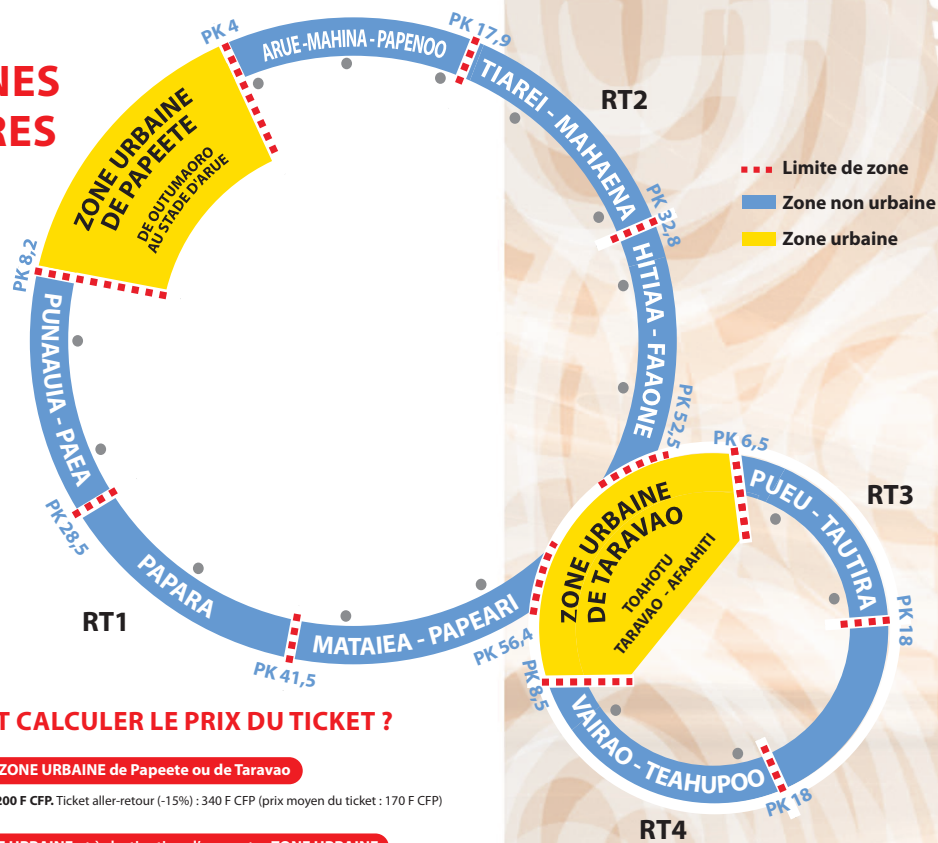 PK 4
ARUE -MAHINA - PAPENOO
PK 17,9
TIAREI - MAHAENA
RT2
ZONE URBAINE
DE PAPEETE
DE OUTUMAORO
AU STADE D'ARUE
Limite de zone
Zone non urbaine
Zone urbaine
PK 32,8
PK 8,2
HITIAA - FAAONE
PUNAAUIA - PAEA
PK 52,5
PK 6,5
PUEU - TAUTIRA
RT3
ZONE URBAINE
DE TARAVAO
TOAHOTU
TARAVAO - AFAAHITI
PK 28,5
PAPARA
RT1
MATAIEA - PAPEARI
PK 56,4
PK 18
PK 41,5
PK 8,5
VAIRAO - TEAHUPOO
PK 18
RT4
CALCULER LE PRIX DU TICKET ?
ZONE URBAINE de Papeete ou de Taravao
200 F CFP. Ticket aller-retour (-15%) : 340 F CFP (prix moyen du ticket : 170 F CFP)